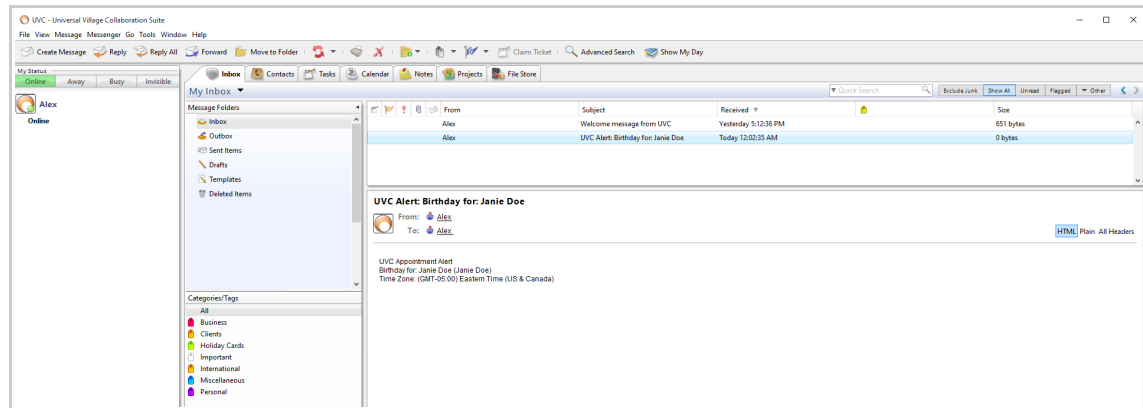 UVC - Universal Village Collaboration Suite
File View Message Messenger Go Tools Window Help
Create Message Reply Reply All Forward Move to Folder Claim Ticket Advanced Search Show My Day
My Status
Online Away Busy Invisible
Inbox Contacts Tasks Calendar Notes Projects File Store
My Inbox Quick Search Exclude Junk Show All Unread Flagged Other
Alex
Online
Message Folders
Inbox
Outbox
Sent Items
Drafts
Templates
Deleted Items
From Subject Received Size
Alex Welcome message from UVC Yesterday 5:12:36 PM 651 bytes
Alex UVC Alert: Birthday for: Janie Doe Today 12:02:35 AM 0 bytes
UVC Alert: Birthday for: Janie Doe
From: Alex
To: Alex
HTML Plain All Headers
UVC Appointment Alert
Birthday for: Janie Doe (Janie Doe)
Time Zone: (GMT-05:00) Eastern Time (US & Canada)
Categories/Tags
All
Business
Clients
Holiday Cards
Important
International
Miscellaneous
Personal